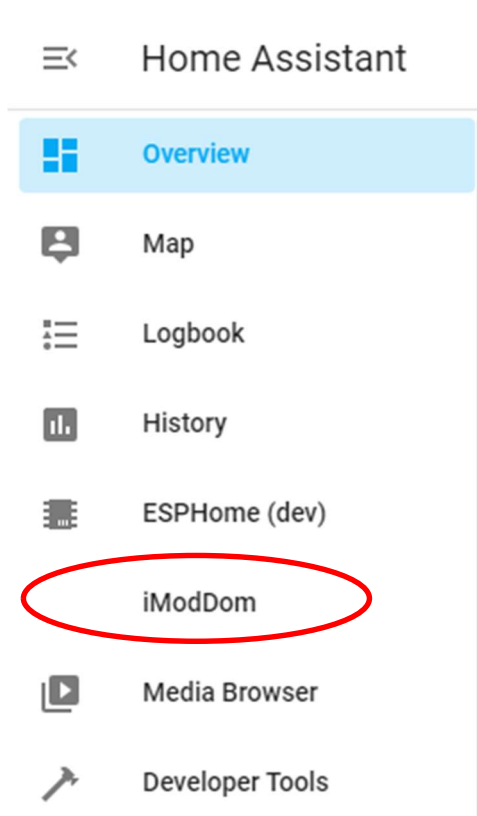 Home Assistant
Overview
Map
Logbook
History
ESPHome (dev)
iModDom
Media Browser
Developer Tools